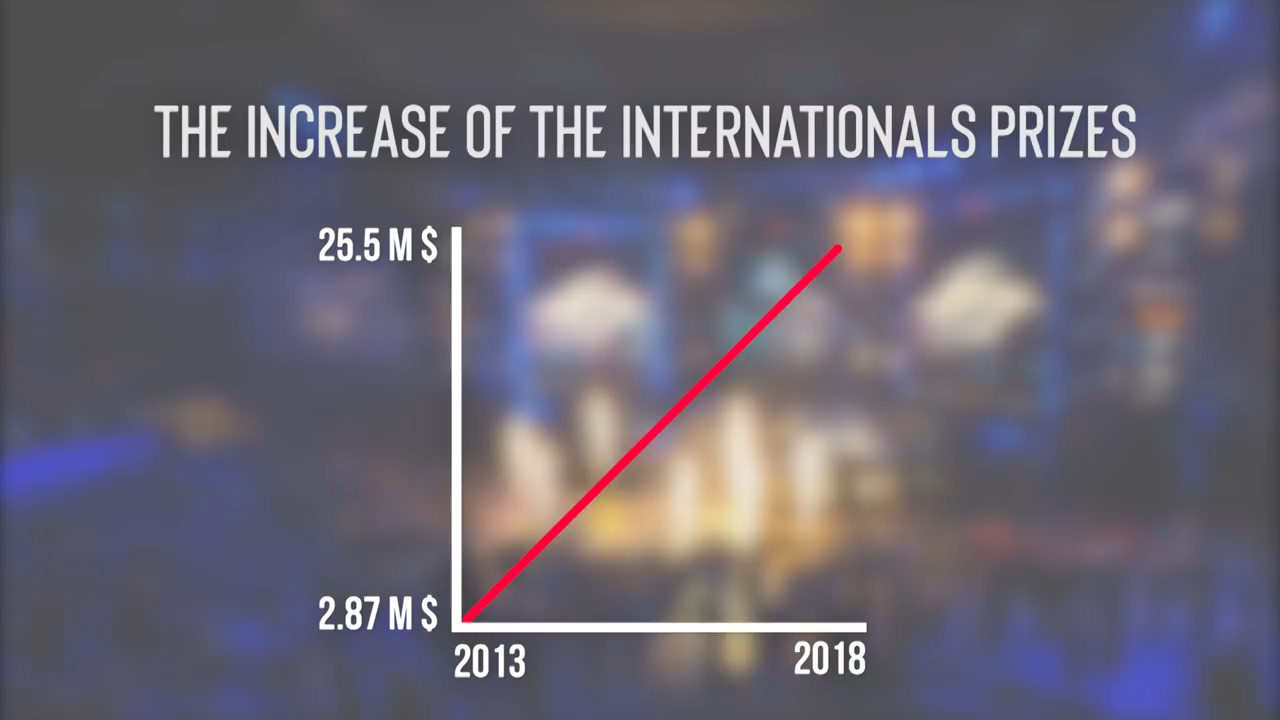 THE INCREASE OF THE INTERNATIONALS PRIZES
25.5 M $
2.87 M $
2013
2018